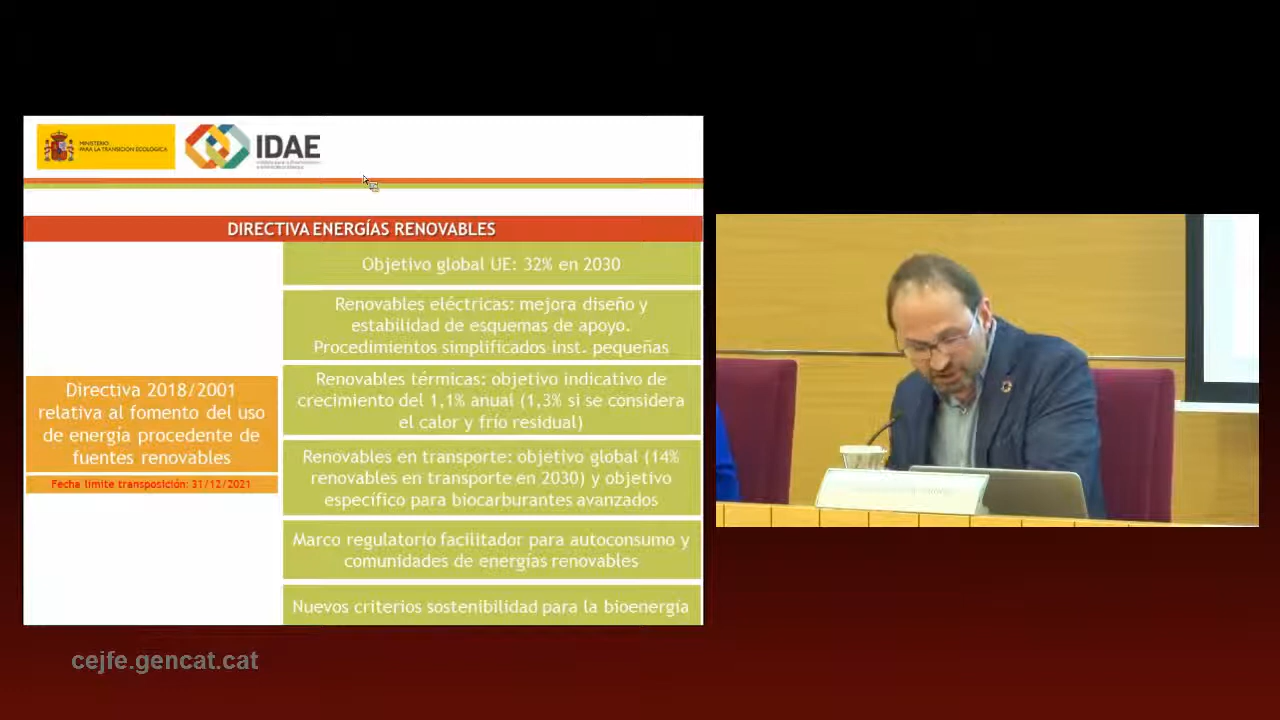 MINISTERIO
PARA LA TRANSICIÓN ECOLÓGICA
IDAE
DIRECTIVA ENERGÍAS RENOVABLES
Directiva 2018/2001
relativa al fomento del uso
de energía procedente de
fuentes renovables
Fecha límite transposición: 31/12/2021
Objetivo global UE: 32% en 2030
Renovables eléctricas: mejora diseño y
estabilidad de esquemas de apoyo.
Procedimientos simplificados inst. pequeñas
Renovables térmicas: objetivo indicativo de
crecimiento del 1,1% anual (1,3% si se considera
el calor y frío residual)
Renovables en transporte: objetivo global (14%
renovables en transporte en 2030) y objetivo
específico para biocarburantes avanzados
Marco regulatorio facilitador para autoconsumo y
comunidades de energías renovables
Nuevos criterios sostenibilidad para la bioenergía
cejfe.gencat.cat